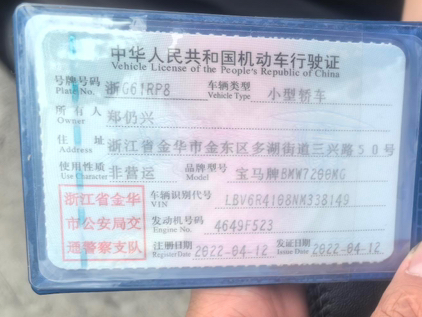 中华人民共和国机动车行驶证
Vehicle License of the People's Republic of China
号牌号码 浙G61RP8 车辆类型 小型轿车
Plate No. Vehicle Type
所有人 郑仍兴
Owner
住址 浙江省金华市金东区多湖街道三兴路50号
Address
使用性质 非营运 品牌型号 宝马牌BMW7200MG
Use Character Model
浙江省金华
市公安局交
通警察支队
车辆识别代号 LBV6R4108NM338149
VIN
发动机号码 4649F523
Engine No.
注册日期 2022-04-12 发证日期 2022-04-12
Register Date Issue Date